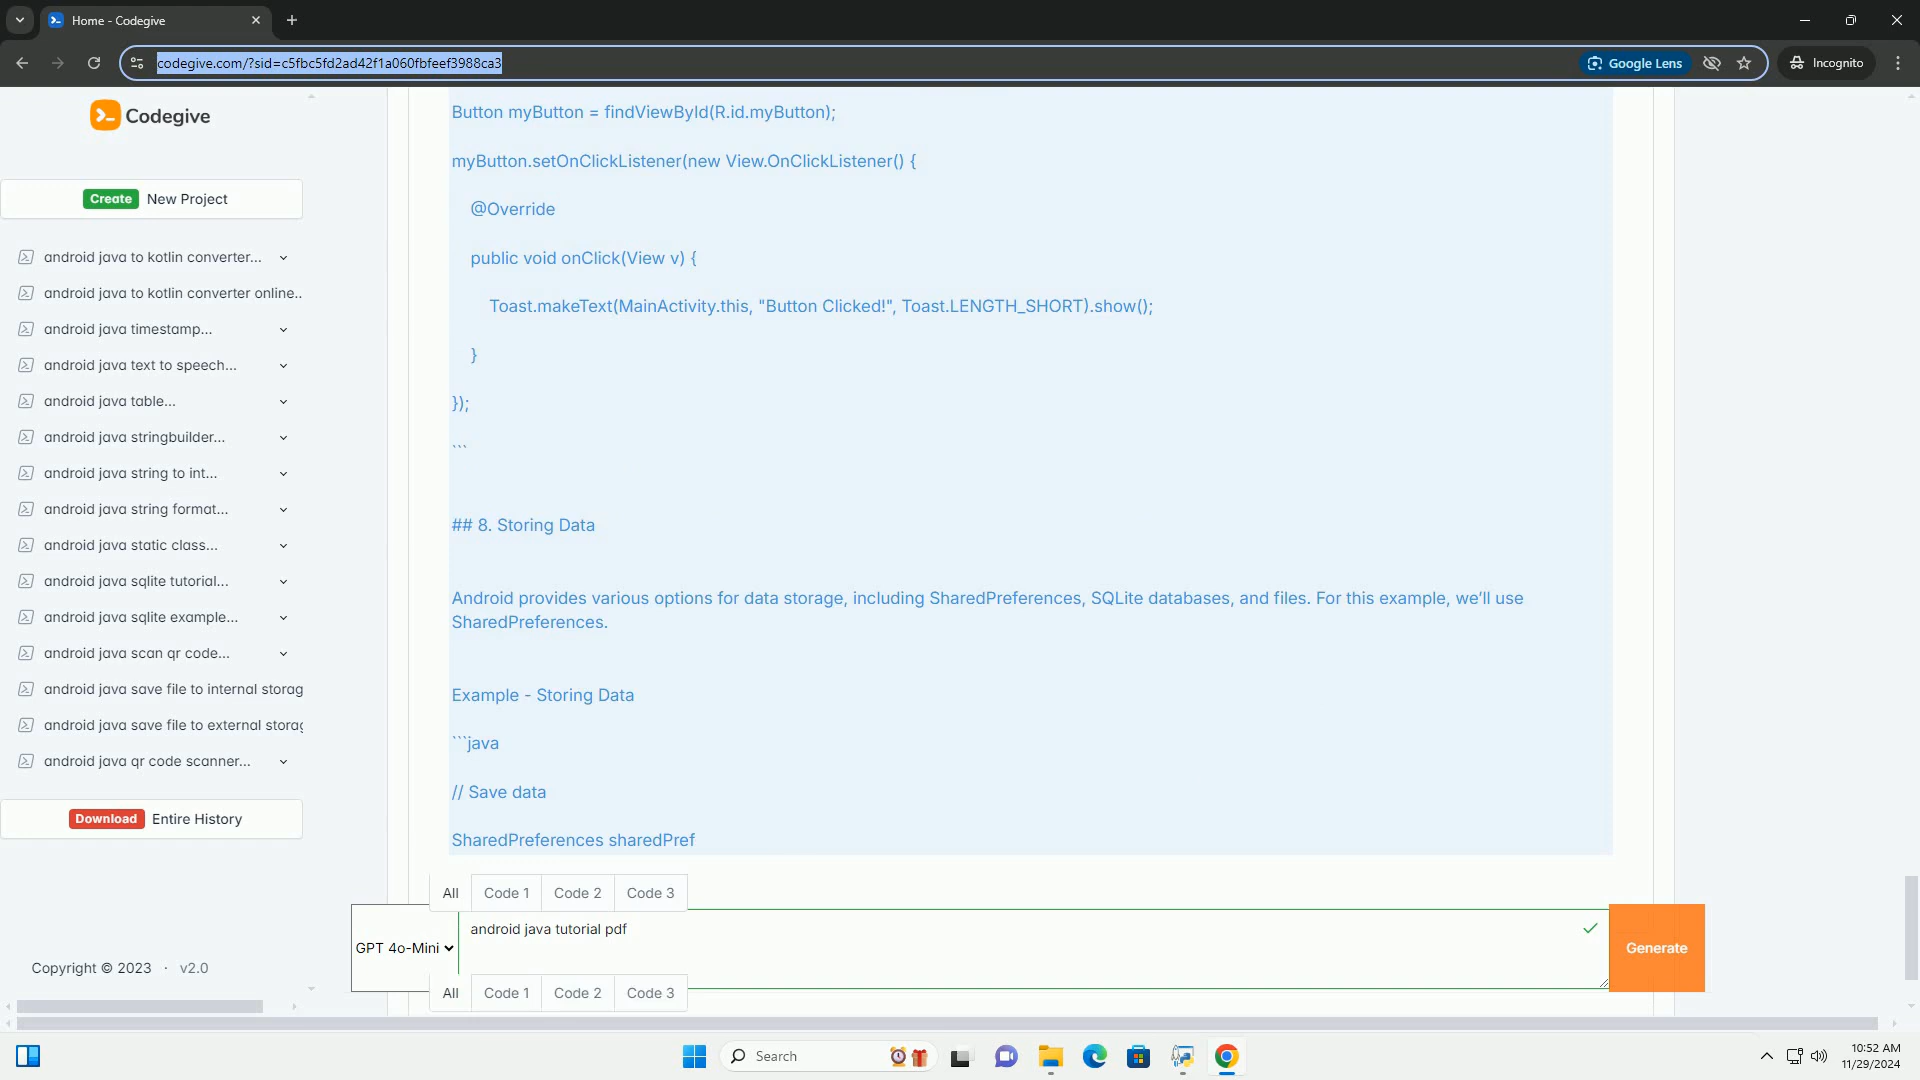 Home - Codegive
codegive.com/?sid=c5fbc5fd2ad42f1a060fbfeef3988ca3
Google Lens
Incognito
Codegive
Create New Project
android java to kotlin converter...
android java to kotlin converter online..
android java timestamp...
android java text to speech...
android java table...
android java stringbuilder...
android java string to int...
android java string format...
android java static class...
android java sqlite tutorial...
android java sqlite example...
android java scan qr code...
android java save file to internal storag
android java save file to external storag
android java qr code scanner...
Download Entire History
Copyright © 2023 · v2.0
Button myButton = findViewById(R.id.myButton);
myButton.setOnClickListener(new View.OnClickListener() {
@Override
public void onClick(View v) {
Toast.makeText(MainActivity.this, "Button Clicked!", Toast.LENGTH_SHORT).show();
}
});
```
## 8. Storing Data
Android provides various options for data storage, including SharedPreferences, SQLite databases, and files. For this example, we’ll use
SharedPreferences.
Example - Storing Data
```java
// Save data
SharedPreferences sharedPref
All Code 1 Code 2 Code 3
GPT 4o-Mini
android java tutorial pdf
Generate
All Code 1 Code 2 Code 3
Search
10:52 AM
11/29/2024